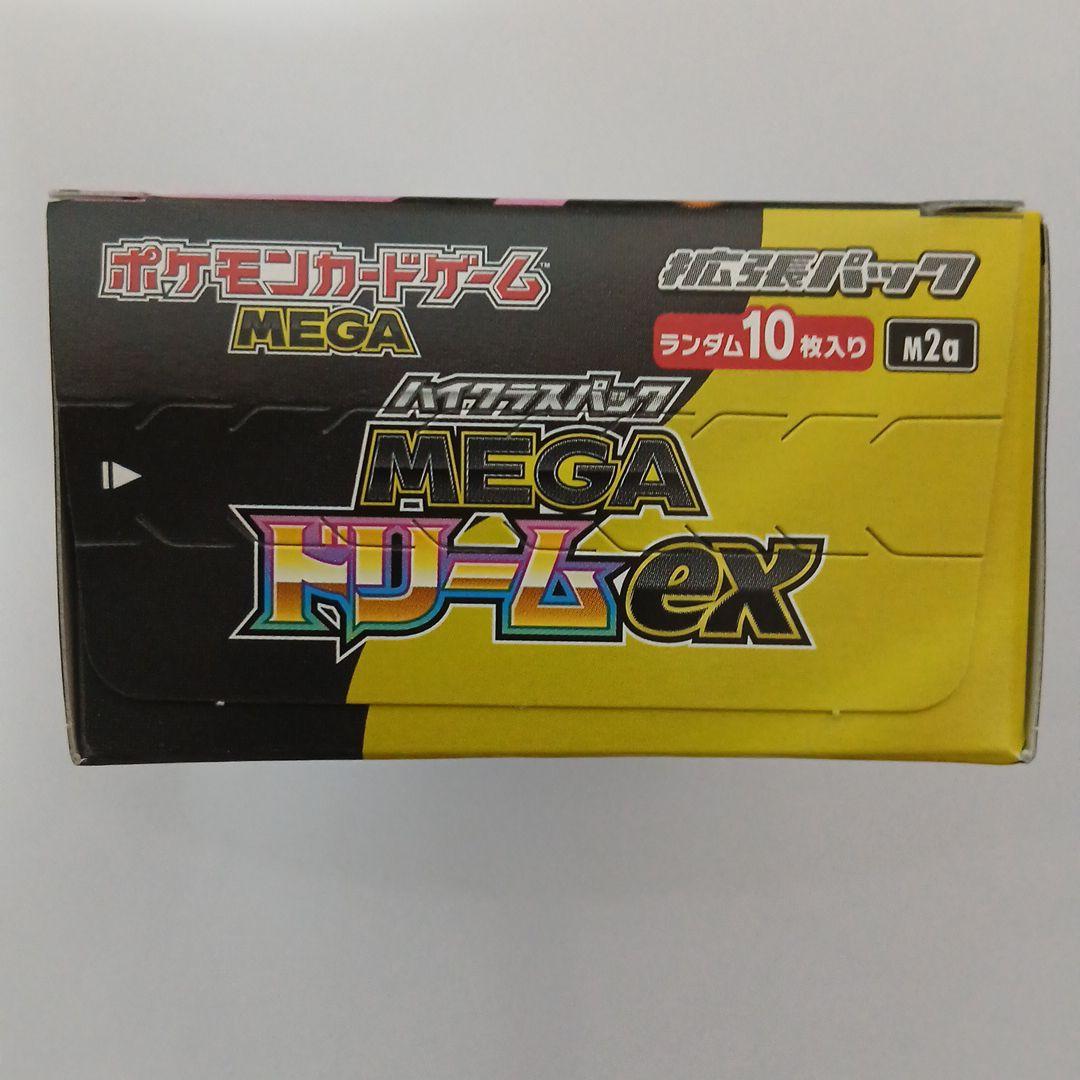 ポケモンカードゲーム™
MEGA
拡張パック
ランダム10枚入り
M2a
ハイクラスパック
MEGA
ドリームex